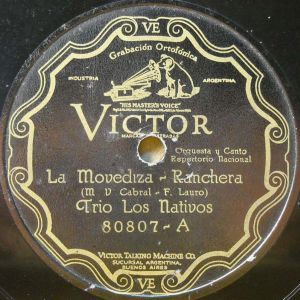 VE
Grabación Ortofónica
INDUSTRIA ARGENTINA
"HIS MASTER'S VOICE"
VICTOR
Orquesta y Canto
Repertorio Nacional
La Movediza - Ranchera
(M. V. Cabral - F. Lauro)
Trio Los Nativos
80807-A
VICTOR TALKING MACHINE CO.
SUCURSAL ARGENTINA,
BUENOS AIRES
VE